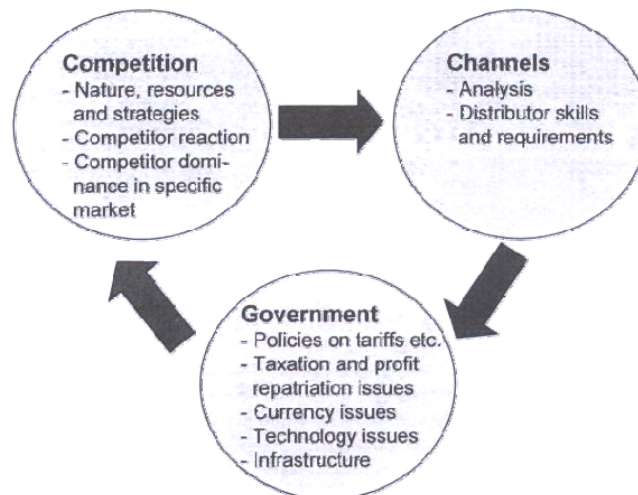 Competition
- Nature, resources
and strategies
- Competitor reaction
- Competitor domi-
nance in specific
market
Channels
- Analysis
- Distributor skills
and requirements
Government
- Policies on tariffs etc.
- Taxation and profit
repatriation issues
- Currency issues
- Technology issues
- Infrastructure